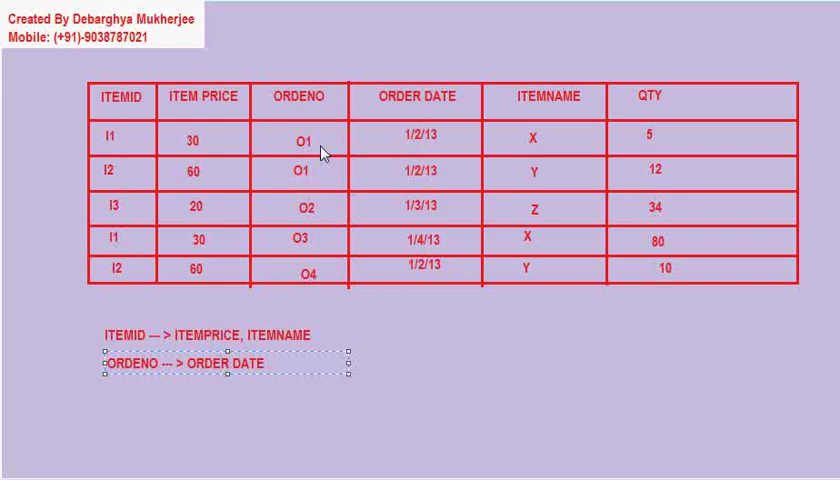 Created By Debarghya Mukherjee
Mobile: (+91)-9038787021
ITEMID ITEM PRICE ORDENO ORDER DATE ITEMNAME QTY
I1 30 O1 1/2/13 X 5
I2 60 O1 1/2/13 Y 12
I3 20 O2 1/3/13 Z 34
I1 30 O3 1/4/13 X 80
I2 60 O4 1/2/13 Y 10
ITEMID --- > ITEMPRICE, ITEMNAME
ORDENO --- > ORDER DATE